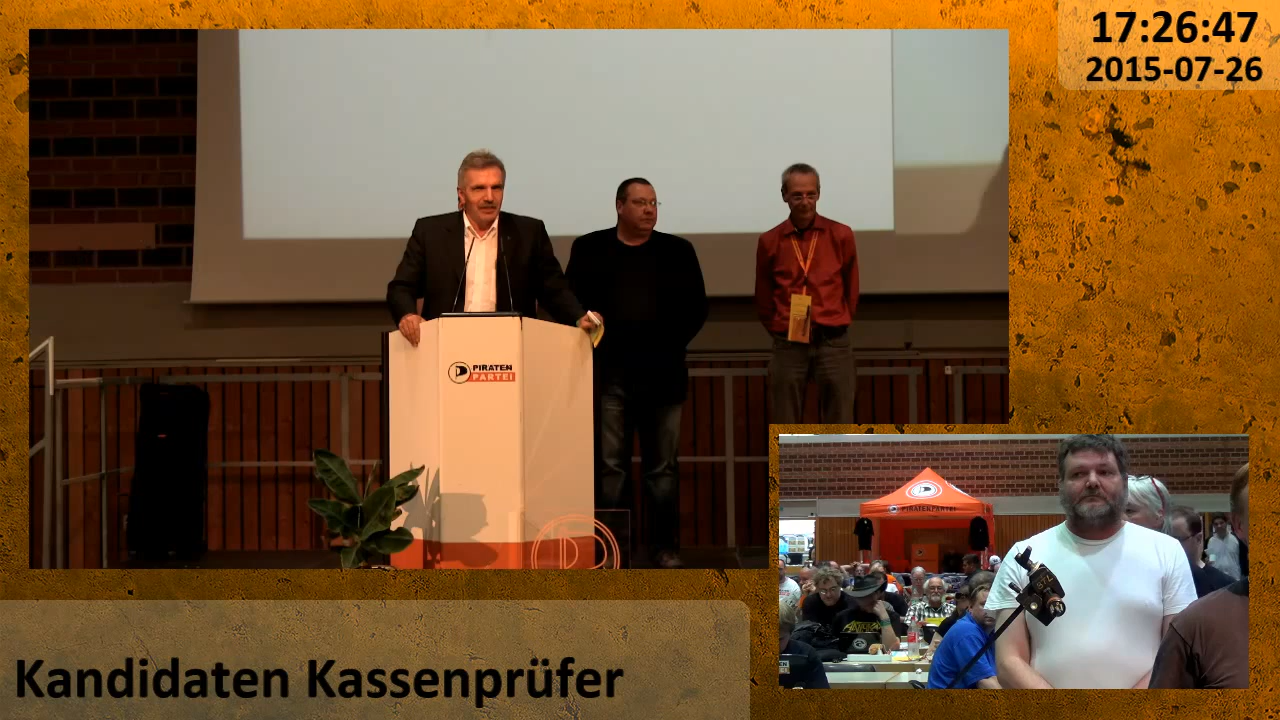 17:26:47
2015-07-26
PIRATEN
PARTEI
PIRATENPARTEI
Kandidaten Kassenprüfer